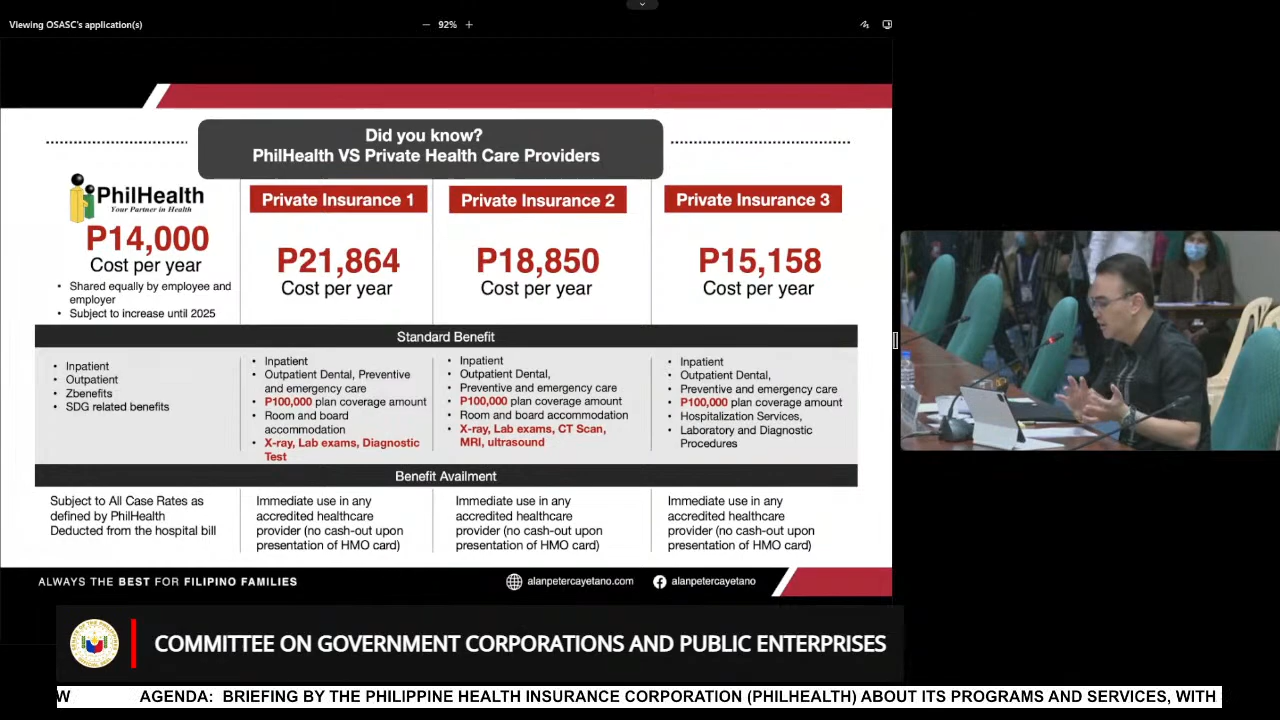 Viewing OSASC's application(s)
92%
Did you know?
PhilHealth VS Private Health Care Providers
PhilHealth
Your Partner in Health
P14,000
Cost per year
• Shared equally by employee and
employer
• Subject to increase until 2025
Private Insurance 1
P21,864
Cost per year
Private Insurance 2
P18,850
Cost per year
Private Insurance 3
P15,158
Cost per year
Standard Benefit
• Inpatient
• Outpatient
• Zbenefits
• SDG related benefits
• Inpatient
• Outpatient Dental, Preventive
and emergency care
• P100,000 plan coverage amount
• Room and board
accommodation
• X-ray, Lab exams, Diagnostic
Test
• Inpatient
• Outpatient Dental,
• Preventive and emergency care
• P100,000 plan coverage amount
• Room and board accommodation
• X-ray, Lab exams, CT Scan,
MRI, ultrasound
• Inpatient
• Outpatient Dental,
• Preventive and emergency care
• P100,000 plan coverage amount
• Hospitalization Services,
• Laboratory and Diagnostic
Procedures
Benefit Availment
Subject to All Case Rates as
defined by PhilHealth
Deducted from the hospital bill
Immediate use in any
accredited healthcare
provider (no cash-out upon
presentation of HMO card)
Immediate use in any
accredited healthcare
provider (no cash-out upon
presentation of HMO card)
Immediate use in any
accredited healthcare
provider (no cash-out upon
presentation of HMO card)
ALWAYS THE BEST FOR FILIPINO FAMILIES
alanpetercayetano.com
alanpetercayetano
COMMITTEE ON GOVERNMENT CORPORATIONS AND PUBLIC ENTERPRISES
W AGENDA: BRIEFING BY THE PHILIPPINE HEALTH INSURANCE CORPORATION (PHILHEALTH) ABOUT ITS PROGRAMS AND SERVICES, WITH